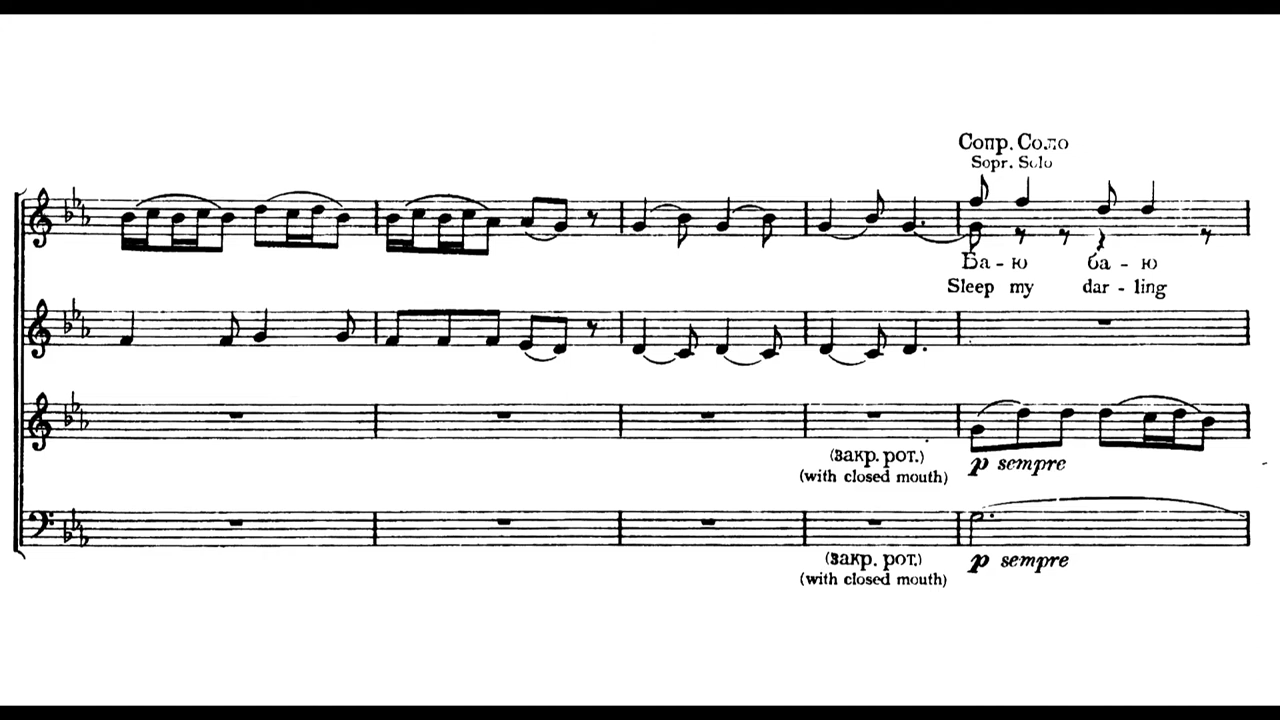 Сопр. Соло
Sopr. Solo
Ба - ю ба - ю
Sleep my dar - ling
(закр. рот.)
(with closed mouth)
p sempre
(закр. рот.)
(with closed mouth)
p sempre